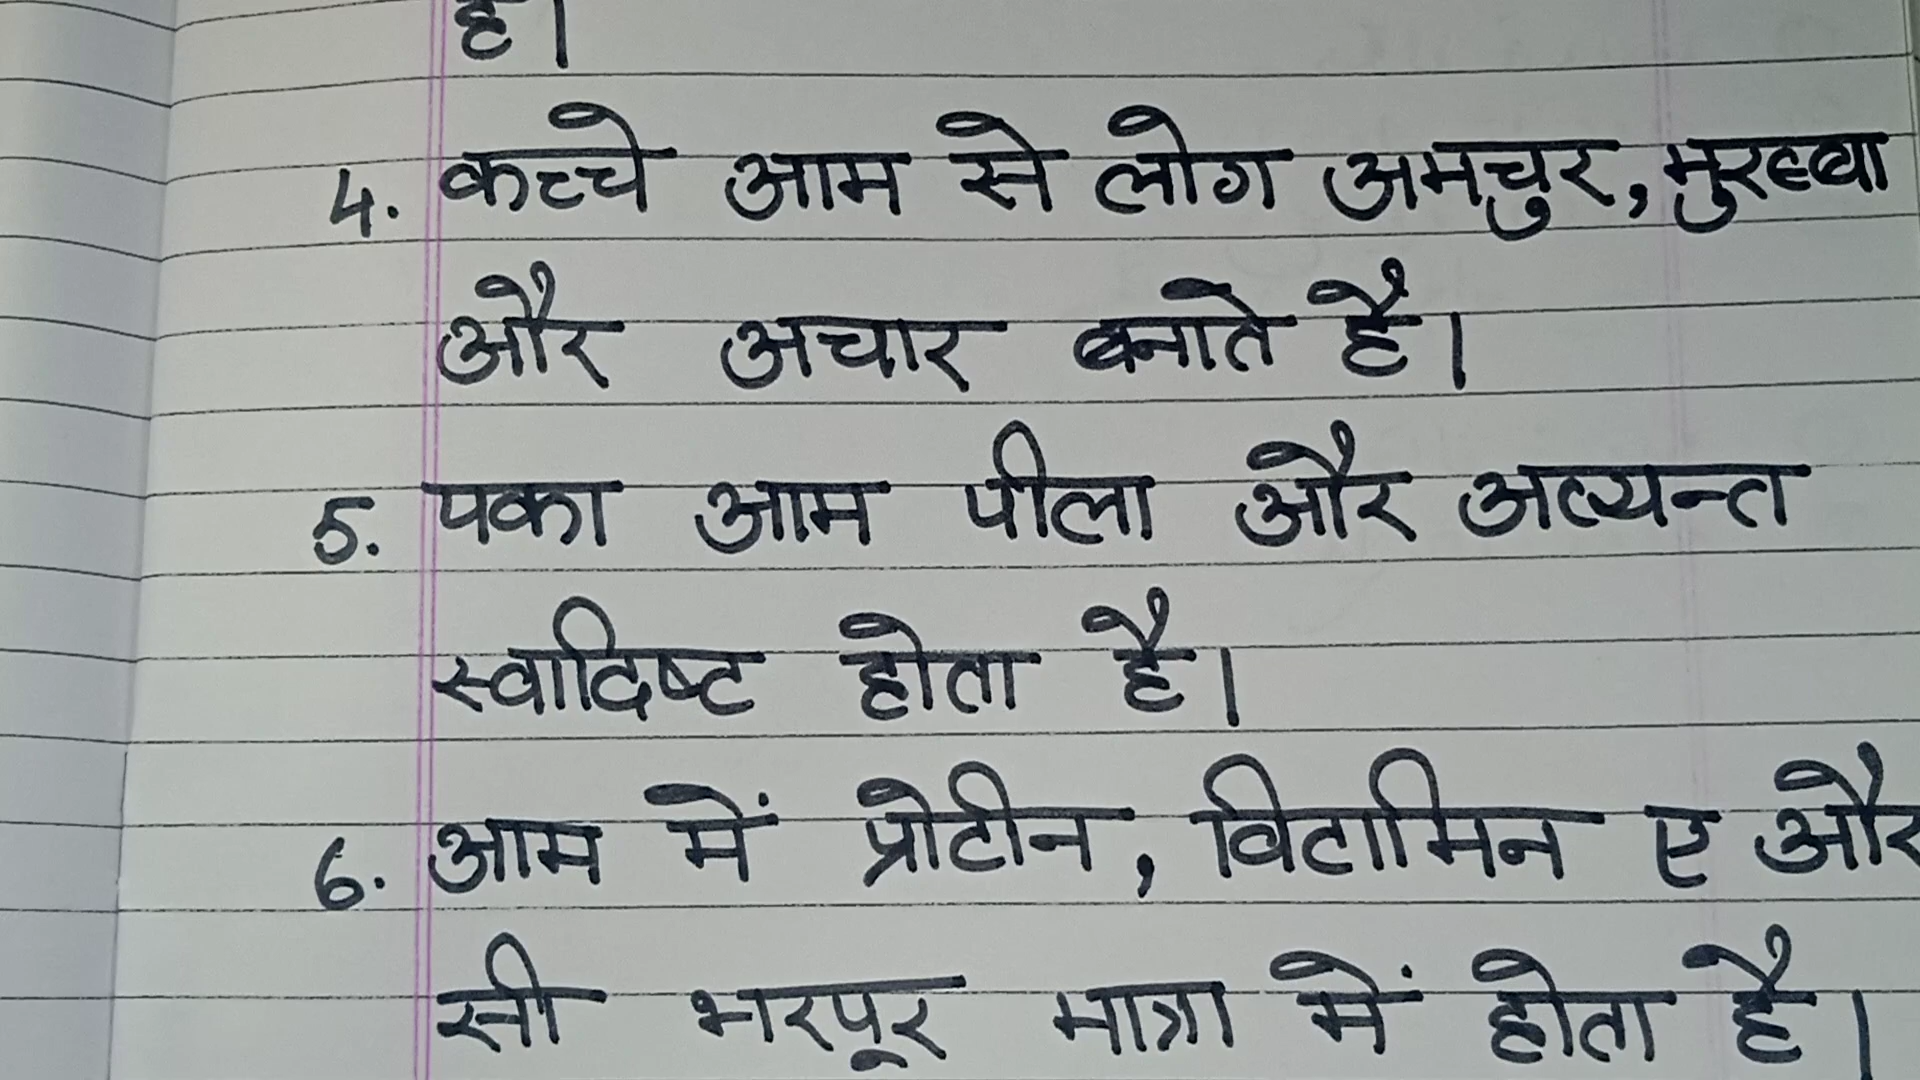 है।
4. कच्चे आम से लोग अमचुर, मुरब्बा
और अचार बनाते है।
5. पका आम पीला और अत्यन्त
स्वादिष्ट होता है।
6. आम में प्रोटीन, विटामिन ए और
सी भरपूर मात्रा में होता है।